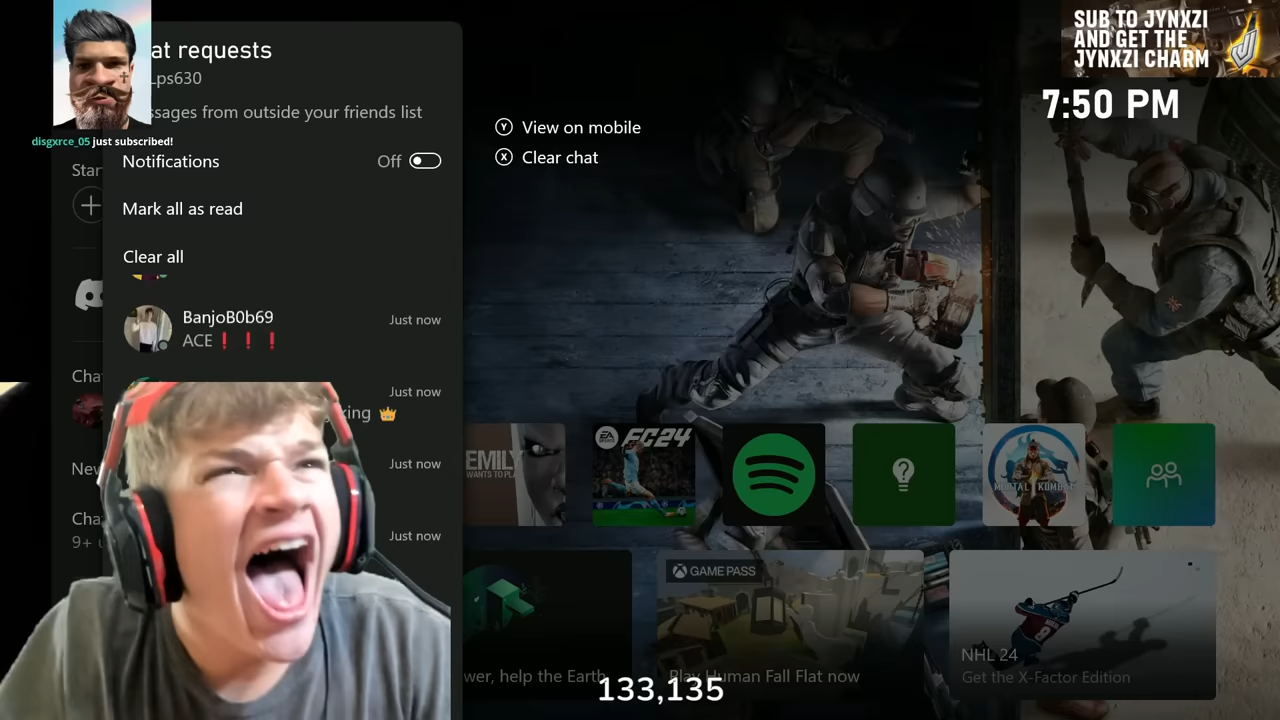 at requests
Lps630
ssages from outside your friends list
disgxrce_05 just subscribed!
Notifications
Off
Star
Mark all as read
Clear all
BanjoB0b69
Just now
ACE❗❗❗
Cha
Just now
king 👑
New
Just now
Cha
Just now
9+
Y View on mobile
X Clear chat
SUB TO JYNXZI
AND GET THE
JYNXZI CHARM
7:50 PM
EMILY
WANTS TO PLA
EA SPORTS
FC24
MORTAL KOMBAT
wer, help the Earth
GAME PASS
Play Human Fall Flat now
NHL 24
Get the X-Factor Edition
133,135